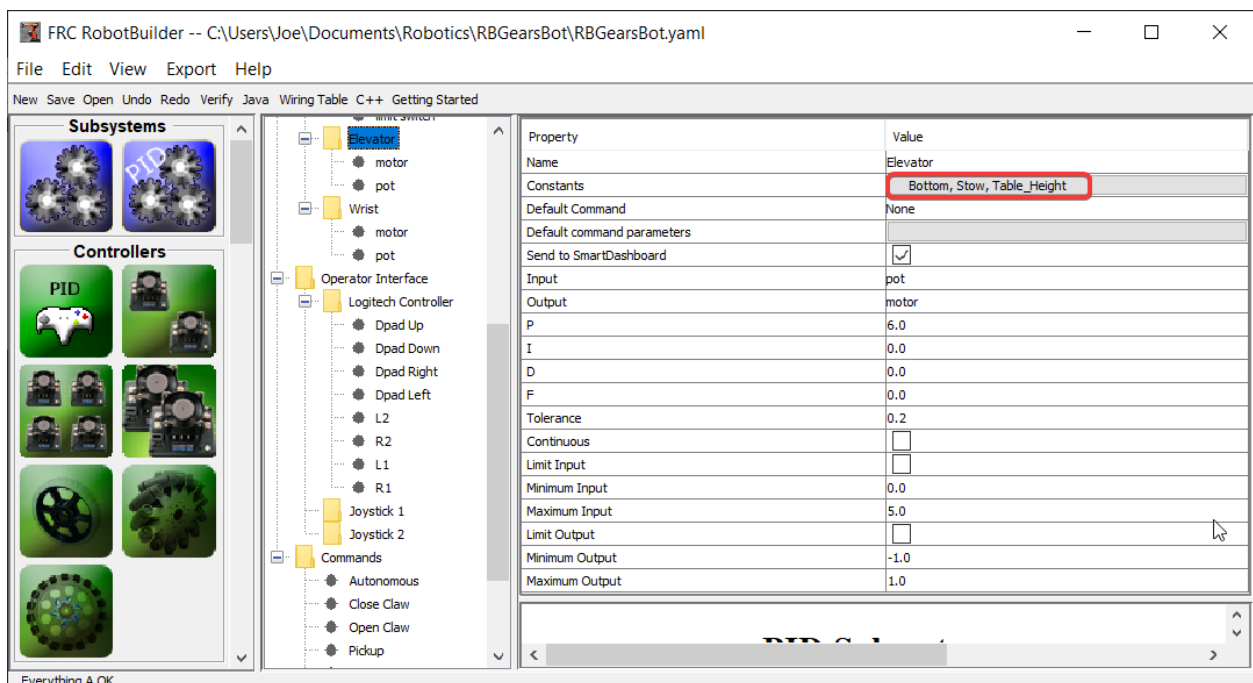 FRC RobotBuilder -- C:\Users\Joe\Documents\Robotics\RBGearsBot\RBGearsBot.yaml
File Edit View Export Help
New Save Open Undo Redo Verify Java Wiring Table C++ Getting Started
Subsystems
PID
Controllers
PID
limit switch
Elevator
motor
pot
Wrist
motor
pot
Operator Interface
Logitech Controller
Dpad Up
Dpad Down
Dpad Right
Dpad Left
L2
R2
L1
R1
Joystick 1
Joystick 2
Commands
Autonomous
Close Claw
Open Claw
Pickup
Property Value
Name Elevator
Constants Bottom, Stow, Table_Height
Default Command None
Default command parameters
Send to SmartDashboard
Input pot
Output motor
P 6.0
I 0.0
D 0.0
F 0.0
Tolerance 0.2
Continuous
Limit Input
Minimum Input 0.0
Maximum Input 5.0
Limit Output
Minimum Output -1.0
Maximum Output 1.0
Everything A OK